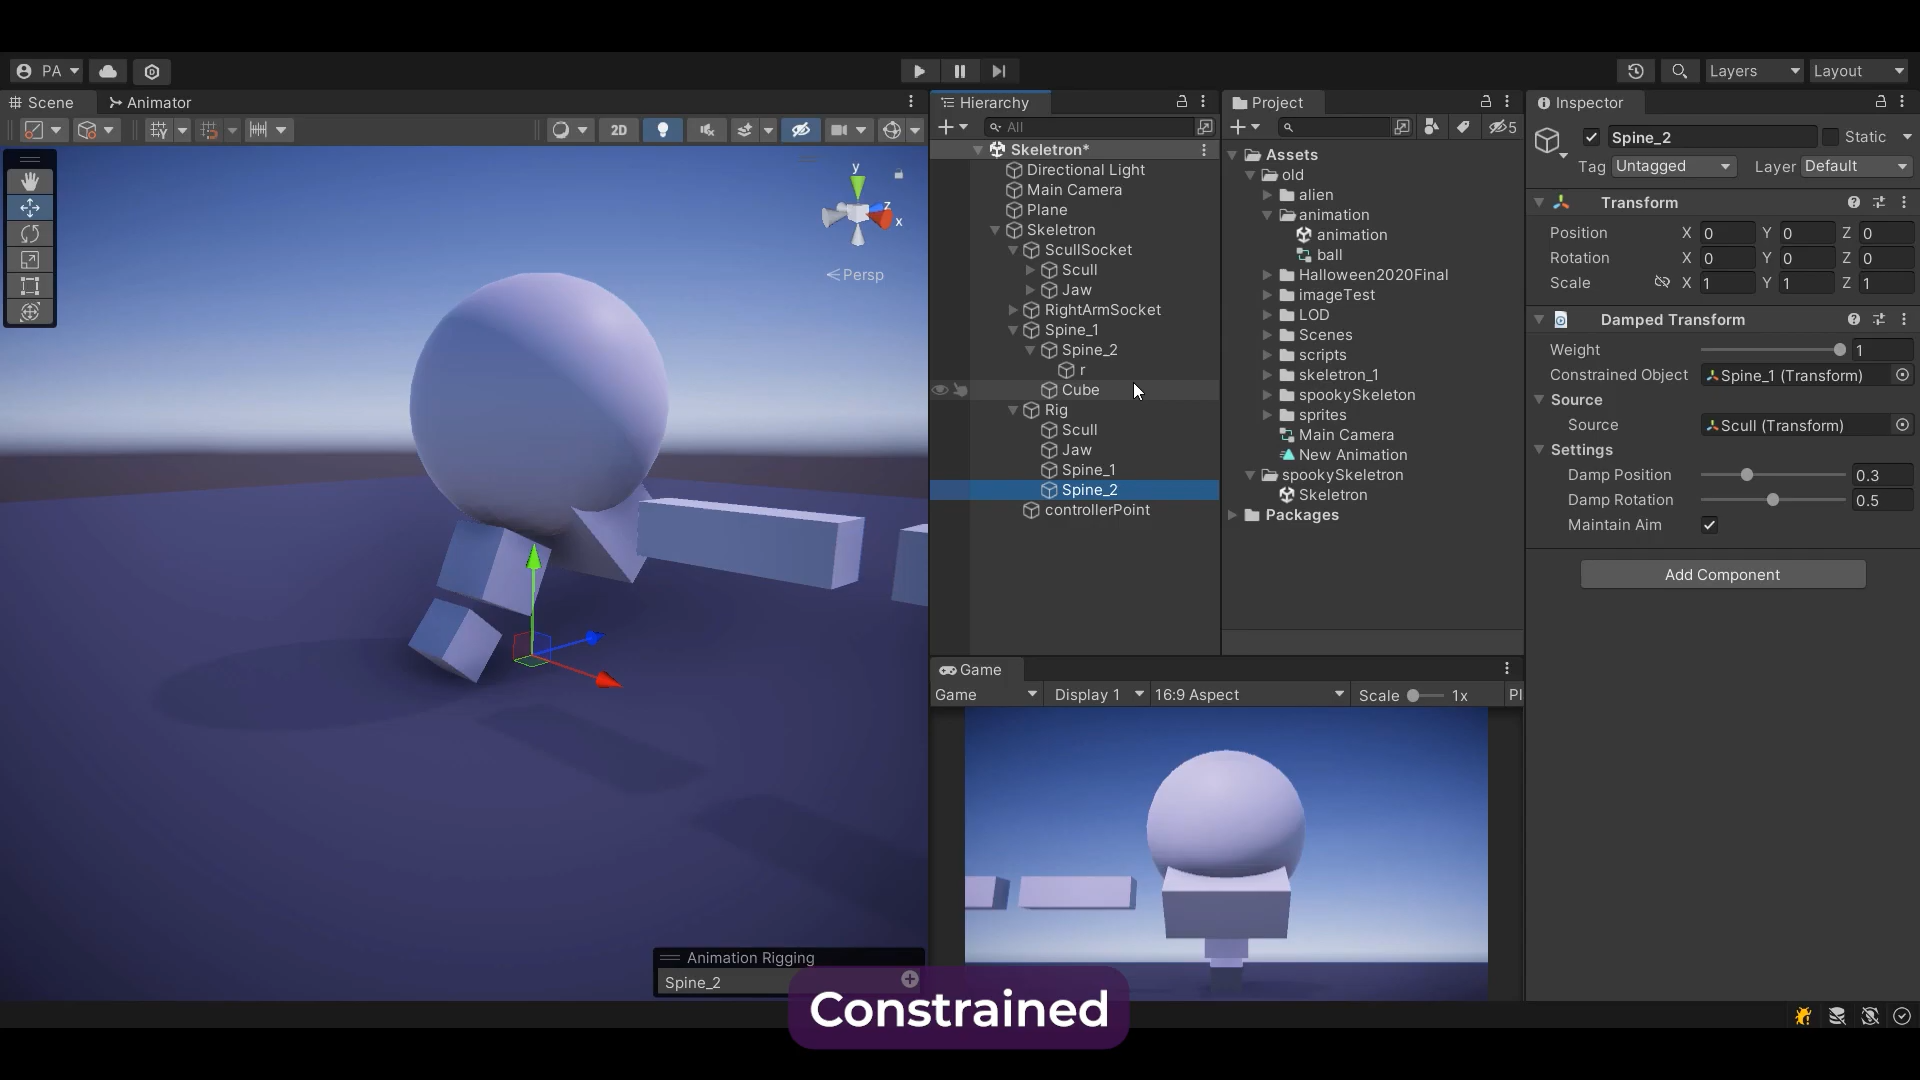 PA
Layers
Layout
Scene
Animator
2D
y
z
x
Persp
Animation Rigging
Spine_2
Hierarchy
All
Skeletron*
Directional Light
Main Camera
Plane
Skeletron
ScullSocket
Scull
Jaw
RightArmSocket
Spine_1
Spine_2
r
Cube
Rig
Scull
Jaw
Spine_1
Spine_2
controllerPoint
Project
5
Assets
old
alien
animation
animation
ball
Halloween2020Final
imageTest
LOD
Scenes
scripts
skeletron_1
spookySkeleton
sprites
Main Camera
New Animation
spookySkeletron
Skeletron
Packages
Game
Game
Display 1
16:9 Aspect
Scale
1x
Pl
Inspector
Spine_2
Static
Tag Untagged
Layer Default
Transform
Position X 0 Y 0 Z 0
Rotation X 0 Y 0 Z 0
Scale X 1 Y 1 Z 1
Damped Transform
Weight 1
Constrained Object Spine_1 (Transform)
Source
Source Scull (Transform)
Settings
Damp Position 0.3
Damp Rotation 0.5
Maintain Aim
Add Component
Constrained